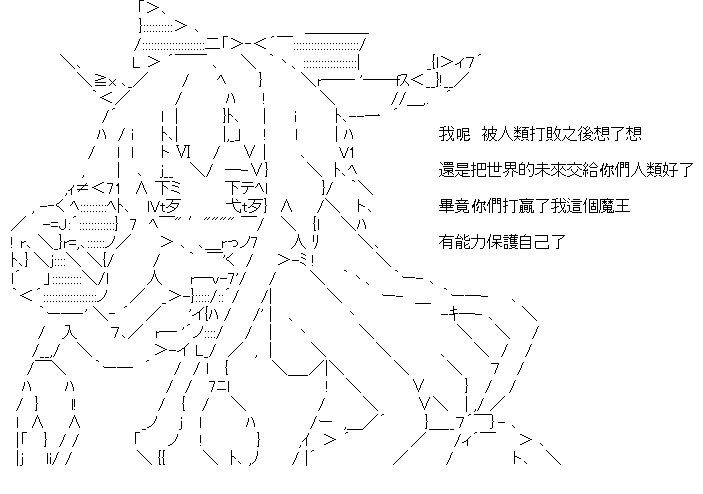 我呢 被人類打敗之後想了想
還是把世界的未來交給你們人類好了
畢竟你們打贏了我這個魔王
有能力保護自己了